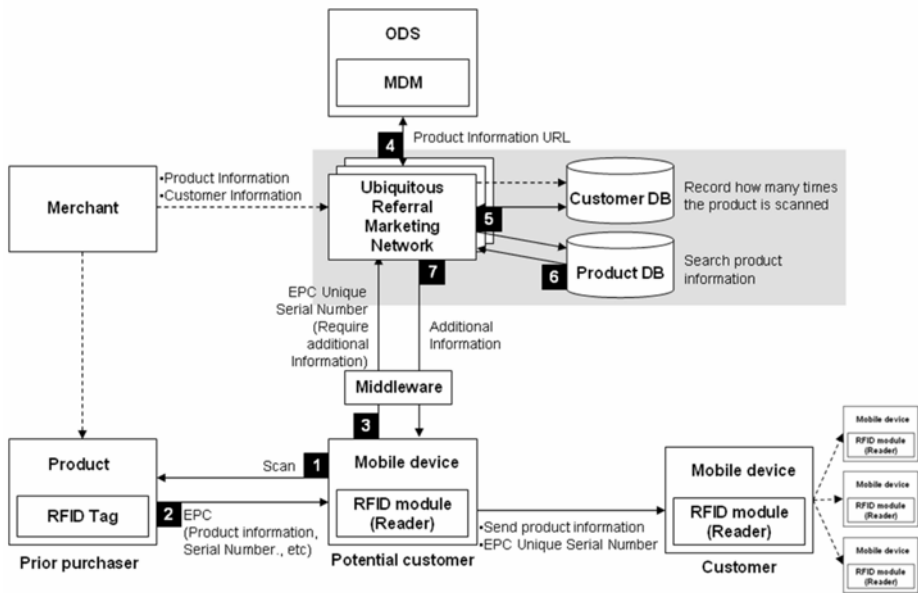 ODS
MDM
4
Product Information URL
•Product Information
•Customer Information
Merchant
Ubiquitous
Referral
Marketing
Network
5
7
Customer DB
Record how many times
the product is scanned
6
Product DB
Search product
information
EPC Unique
Serial Number
(Require
additional
Information)
Additional
Information
Middleware
3
Product
RFID Tag
Prior purchaser
Scan
1
2
EPC
(Product information,
Serial Number., etc)
Mobile device
RFID module
(Reader)
Potential customer
•Send product information
•EPC Unique Serial Number
Mobile device
RFID module
(Reader)
Customer
Mobile device
RFID module
(Reader)
Mobile device
RFID module
(Reader)
Mobile device
RFID module
(Reader)